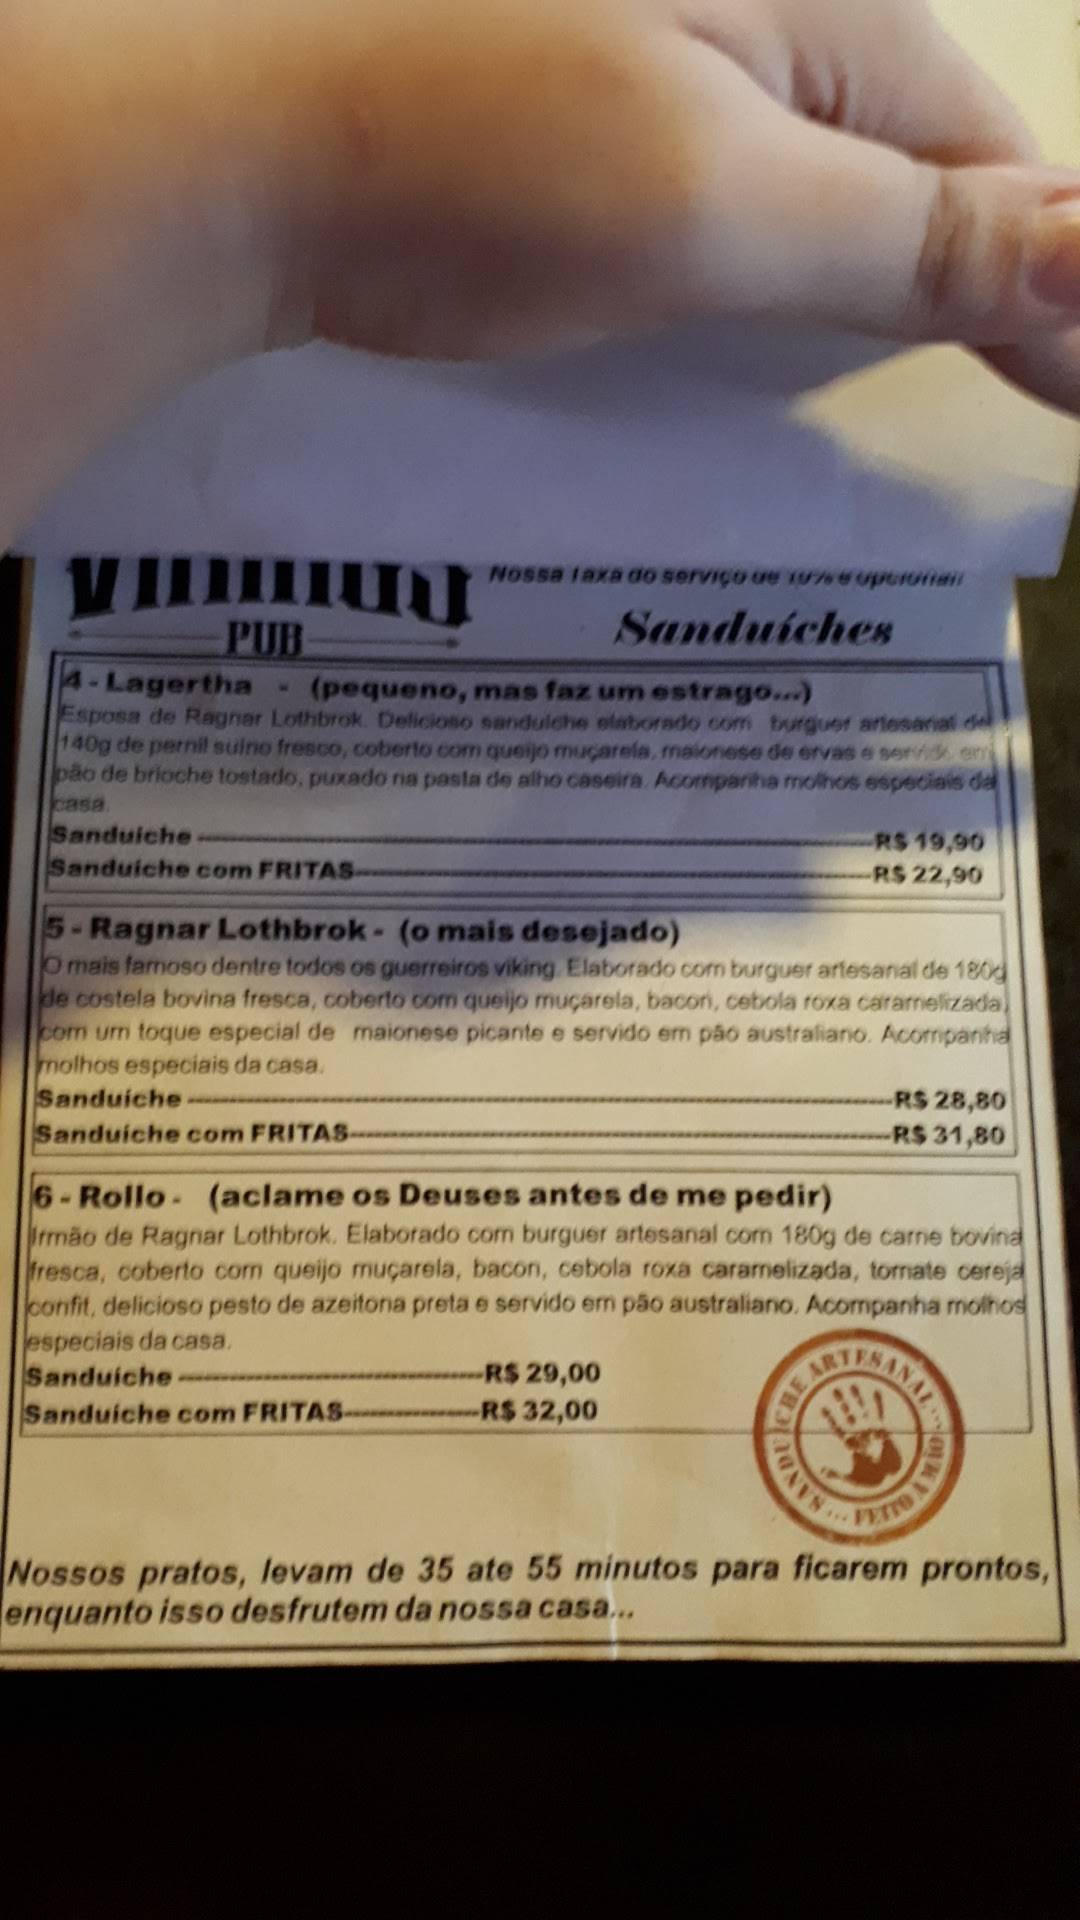 Nossa taxa do serviço de 10% é opcional!
PUB
Sanduíches
4 - Lagertha - (pequeno, mas faz um estrago...)
Esposa de Ragnar Lothbrok. Delicioso sanduíche elaborado com burguer artesanal de
140g de pernil suíno fresco, coberto com queijo muçarela, maionese de ervas e servido em
pão de brioche tostado, puxado na pasta de alho caseira. Acompanha molhos especiais da
casa.
Sanduíche R$ 19,90
Sanduíche com FRITAS R$ 22,90
5 - Ragnar Lothbrok - (o mais desejado)
O mais famoso dentre todos os guerreiros viking. Elaborado com burguer artesanal de 180g
de costela bovina fresca, coberto com queijo muçarela, bacon, cebola roxa caramelizada,
com um toque especial de maionese picante e servido em pão australiano. Acompanha
molhos especiais da casa.
Sanduíche R$ 28,80
Sanduíche com FRITAS R$ 31,80
6 - Rollo - (aclame os Deuses antes de me pedir)
Irmão de Ragnar Lothbrok. Elaborado com burguer artesanal com 180g de carne bovina
fresca, coberto com queijo muçarela, bacon, cebola roxa caramelizada, tomate cereja
confit, delicioso pesto de azeitona preta e servido em pão australiano. Acompanha molhos
especiais da casa.
Sanduíche R$ 29,00
Sanduíche com FRITAS R$ 32,00
SANDUÍCHE ARTESANAL... FEITO A MÃO...
Nossos pratos, levam de 35 ate 55 minutos para ficarem prontos,
enquanto isso desfrutem da nossa casa...